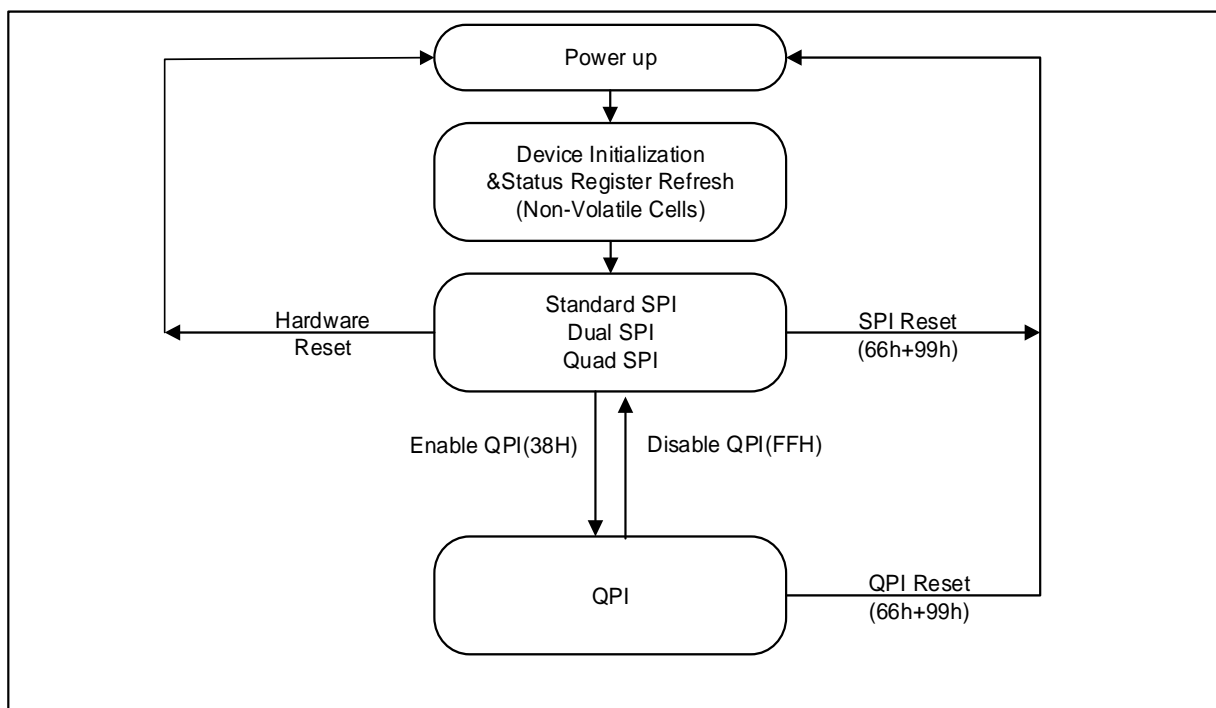 Power up
Device Initialization
&Status Register Refresh
(Non-Volatile Cells)
Standard SPI
Dual SPI
Quad SPI
Hardware
Reset
SPI Reset
(66h+99h)
Enable QPI(38H)
Disable QPI(FFH)
QPI
QPI Reset
(66h+99h)